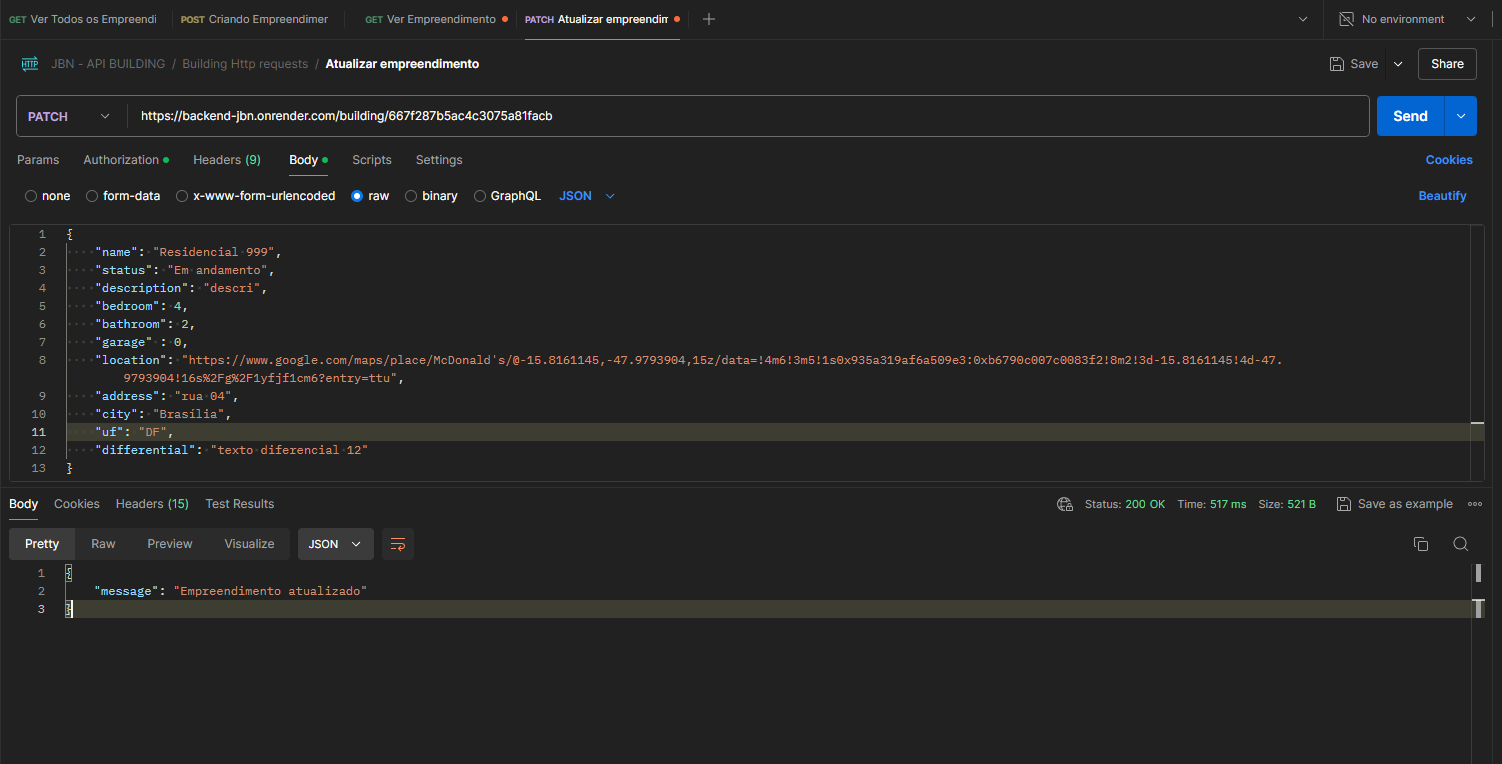 GET Ver Todos os Empreendi POST Criando Empreendimer GET Ver Empreendimento PATCH Atualizar empreendim No environment
HTTP JBN - API BUILDING / Building Http requests / Atualizar empreendimento Save Share
PATCH https://backend-jbn.onrender.com/building/667f287b5ac4c3075a81facb Send
Params Authorization Headers (9) Body Scripts Settings Cookies
none form-data x-www-form-urlencoded raw binary GraphQL JSON Beautify
1 {
2 "name": "Residencial 999",
3 "status": "Em andamento",
4 "description": "descri",
5 "bedroom": 4,
6 "bathroom": 2,
7 "garage" : 0,
8 "location": "https://www.google.com/maps/place/McDonald's/@-15.8161145,-47.9793904,15z/data=!4m6!3m5!1s0x935a319af6a509e3:0xb6790c007c0083f2!8m2!3d-15.8161145!4d-47.
9793904!16s%2Fg%2F1yfjf1cm6?entry=ttu",
9 "address": "rua 04",
10 "city": "Brasília",
11 "uf": "DF",
12 "differential": "texto diferencial 12"
13 }
Body Cookies Headers (15) Test Results Status: 200 OK Time: 517 ms Size: 521 B Save as example
Pretty Raw Preview Visualize JSON
1 {
2 "message": "Empreendimento atualizado"
3 }